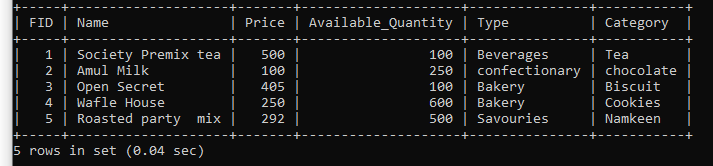 | FID | Name | Price | Available_Quantity | Type | Category |
| 1 | Society Premix tea | 500 | 100 | Beverages | Tea |
| 2 | Amul Milk | 100 | 250 | confectionary | chocolate |
| 3 | Open Secret | 405 | 100 | Bakery | Biscuit |
| 4 | Wafle House | 250 | 600 | Bakery | Cookies |
| 5 | Roasted party  mix | 292 | 500 | Savouries | Namkeen |
5 rows in set (0.04 sec)